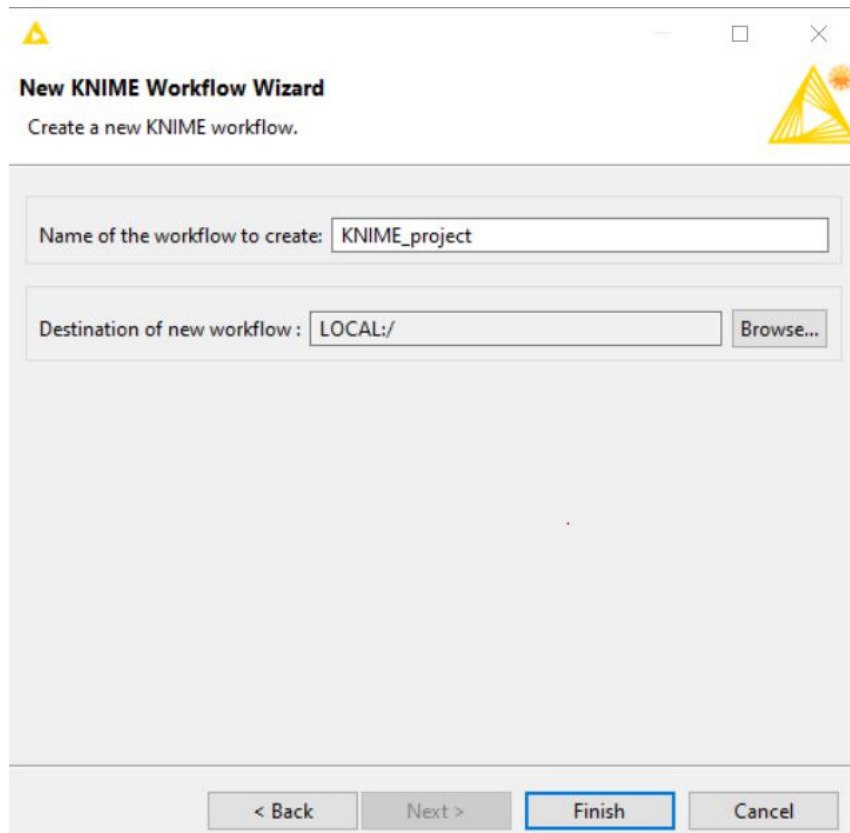 New KNIME Workflow Wizard
Create a new KNIME workflow.
Name of the workflow to create: KNIME_project
Destination of new workflow : LOCAL:/ Browse...
< Back Next > Finish Cancel